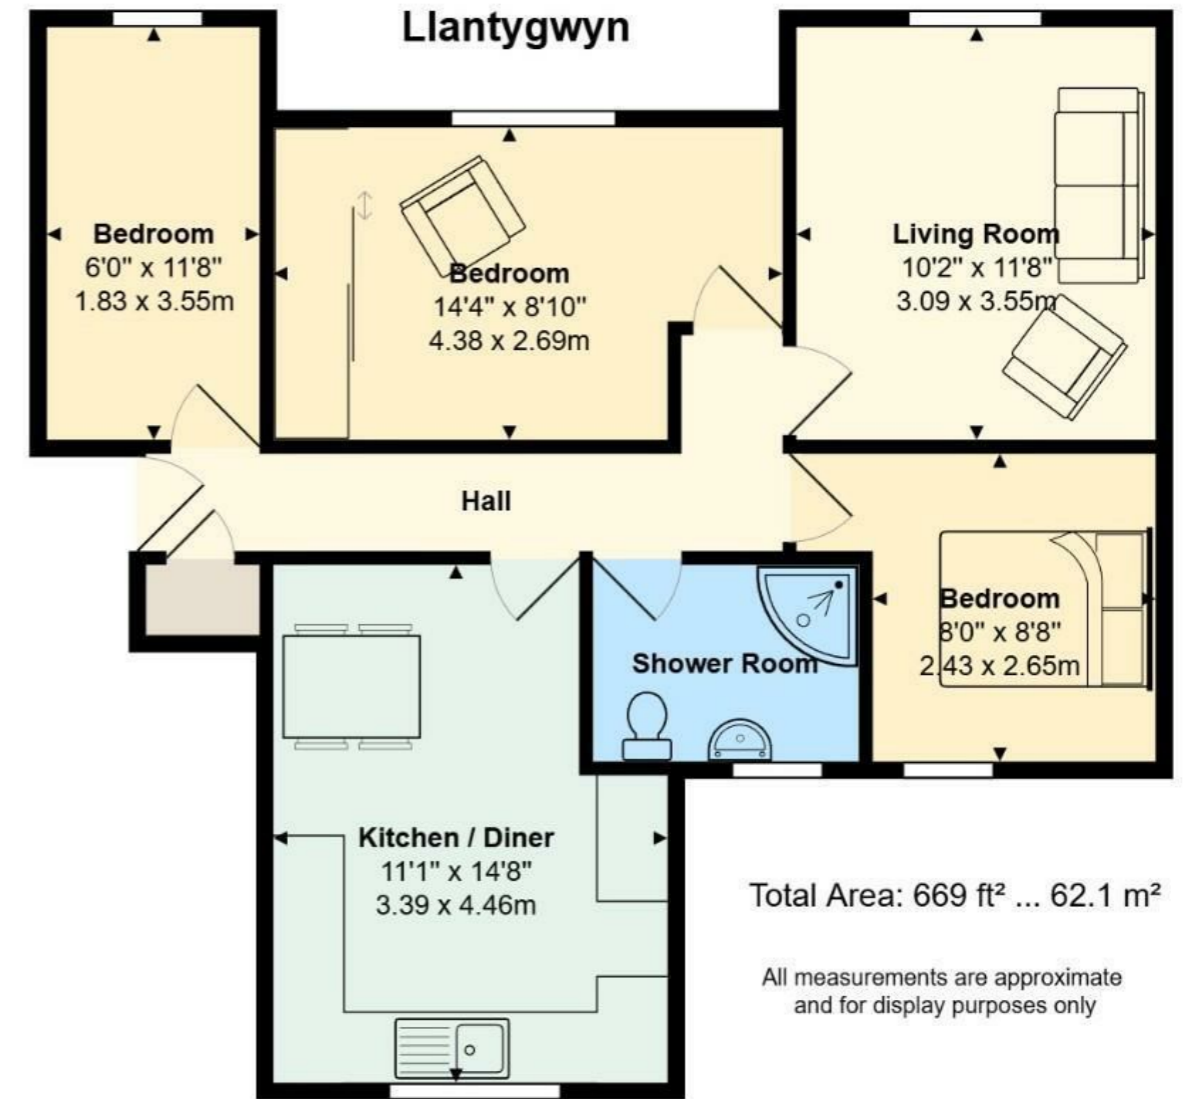 Llantygwyn
Bedroom
6'0" x 11'8"
1.83 x 3.55m
Bedroom
14'4" x 8'10"
4.38 x 2.69m
Living Room
10'2" x 11'8"
3.09 x 3.55m
Hall
Bedroom
8'0" x 8'8"
2.43 x 2.65m
Shower Room
Kitchen / Diner
11'1" x 14'8"
3.39 x 4.46m
Total Area: 669 ft² ... 62.1 m²
All measurements are approximate
and for display purposes only